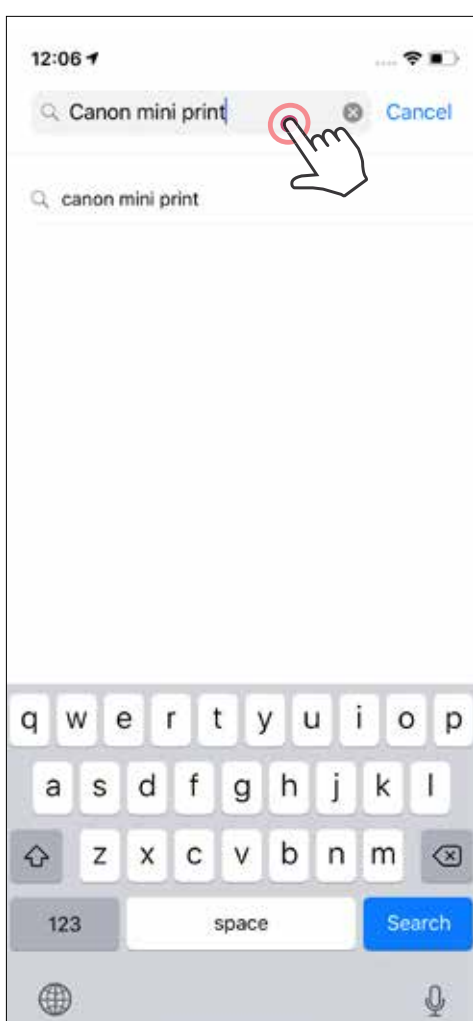 12:06
Canon mini print
Cancel
canon mini print
q w e r t y u i o p
a s d f g h j k l
z x c v b n m
123 space Search